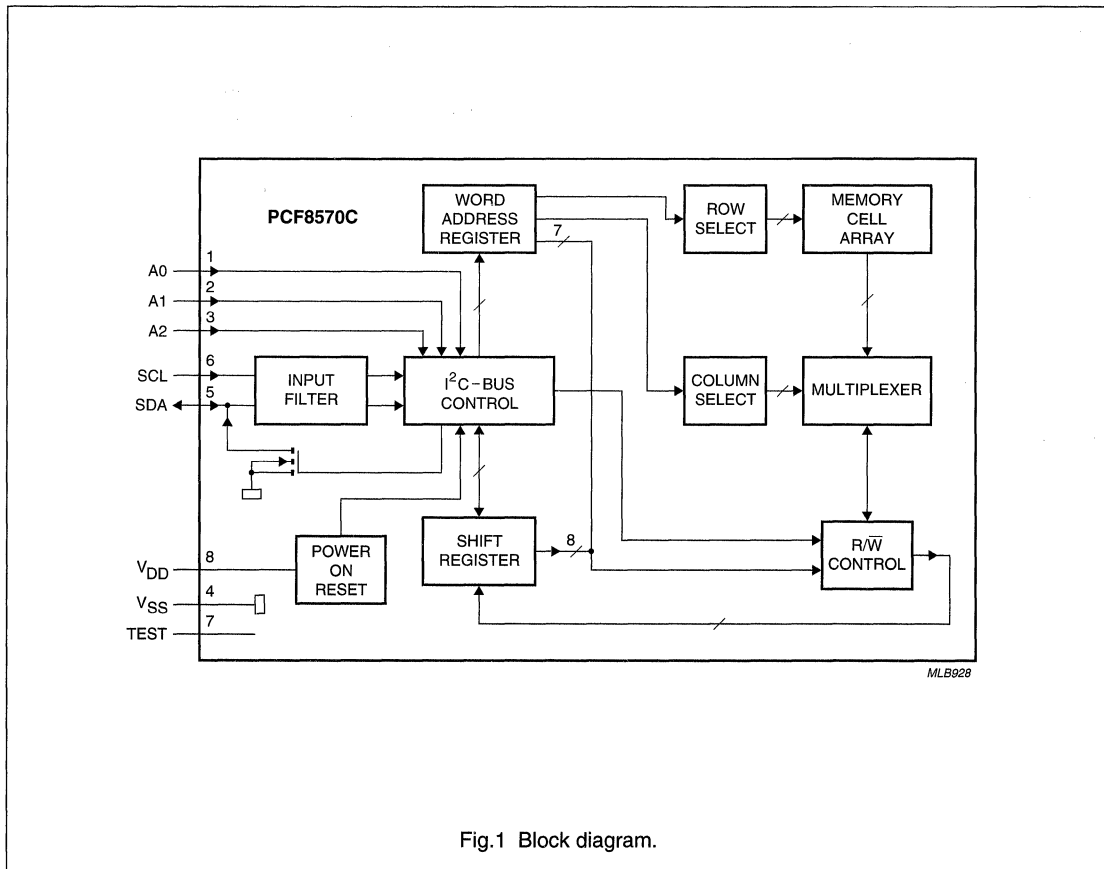 PCF8570C
WORD
ADDRESS
REGISTER
7
ROW
SELECT
MEMORY
CELL
ARRAY
A0
1
A1
2
A2
3
SCL
6
SDA
5
INPUT
FILTER
I²C-BUS
CONTROL
COLUMN
SELECT
MULTIPLEXER
POWER
ON
RESET
SHIFT
REGISTER
8
R/W̅
CONTROL
VDD
8
VSS
4
TEST
7
MLB928
Fig.1 Block diagram.